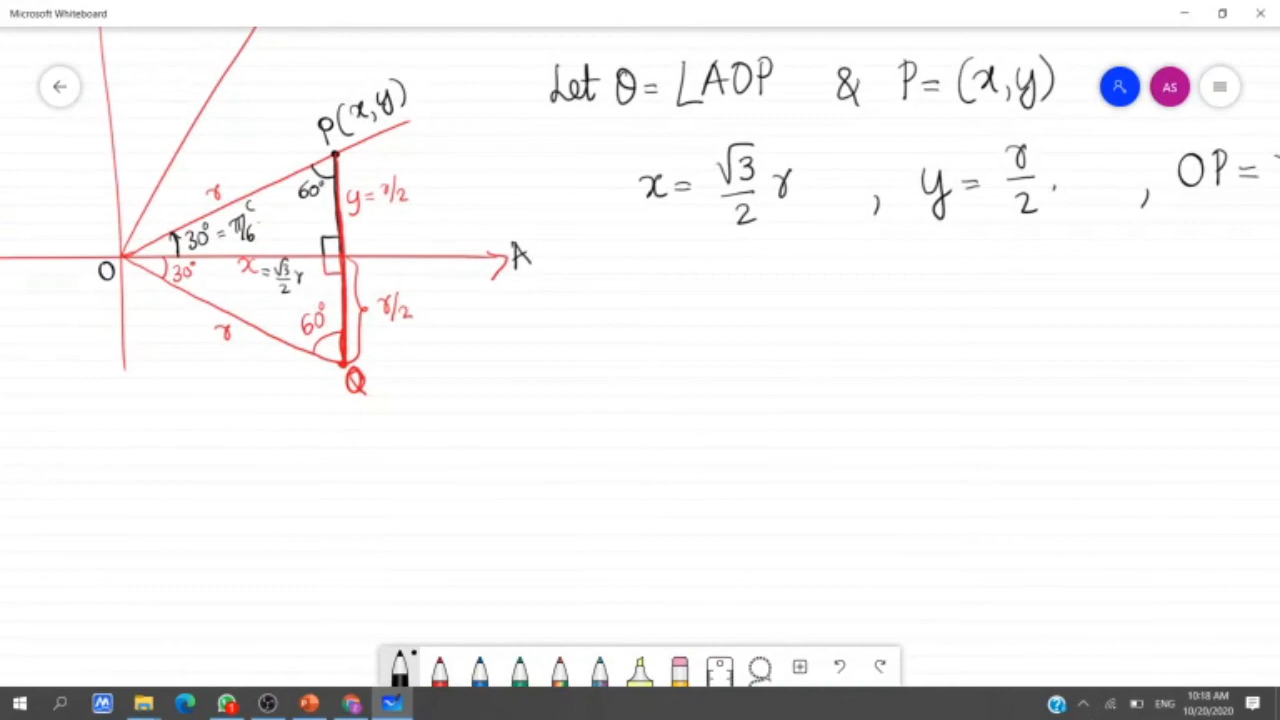 Microsoft Whiteboard
Let θ = ∠AOP & P = (x, y)
AS
x = √3/2 r , y = r/2 . , OP =
P(x, y)
r
60°
y = r/2
30° = π/6 c
O
30°
x = √3/2 r
A
r
60°
r/2
Q
ENG
10:18 AM
10/20/2020